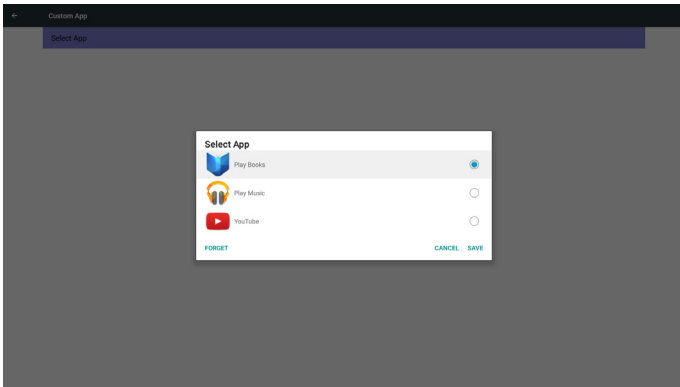 Custom App
Select App
Select App
Play Books
Play Music
YouTube
FORGET CANCEL SAVE